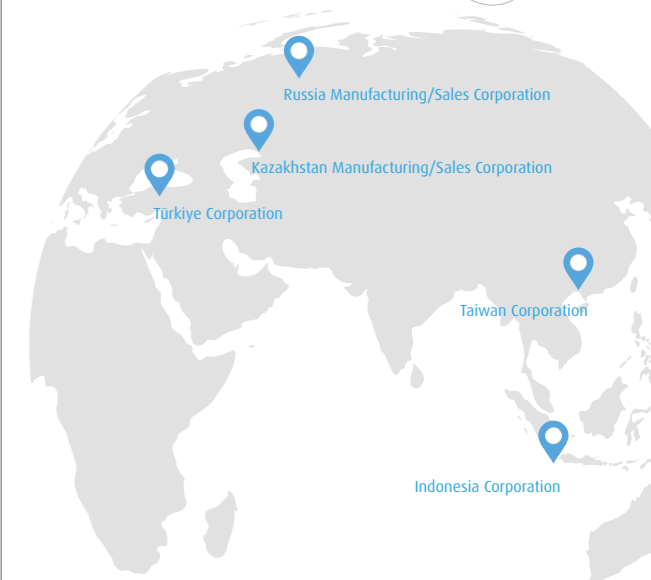 Russia Manufacturing/Sales Corporation
Kazakhstan Manufacturing/Sales Corporation
Türkiye Corporation
Taiwan Corporation
Indonesia Corporation